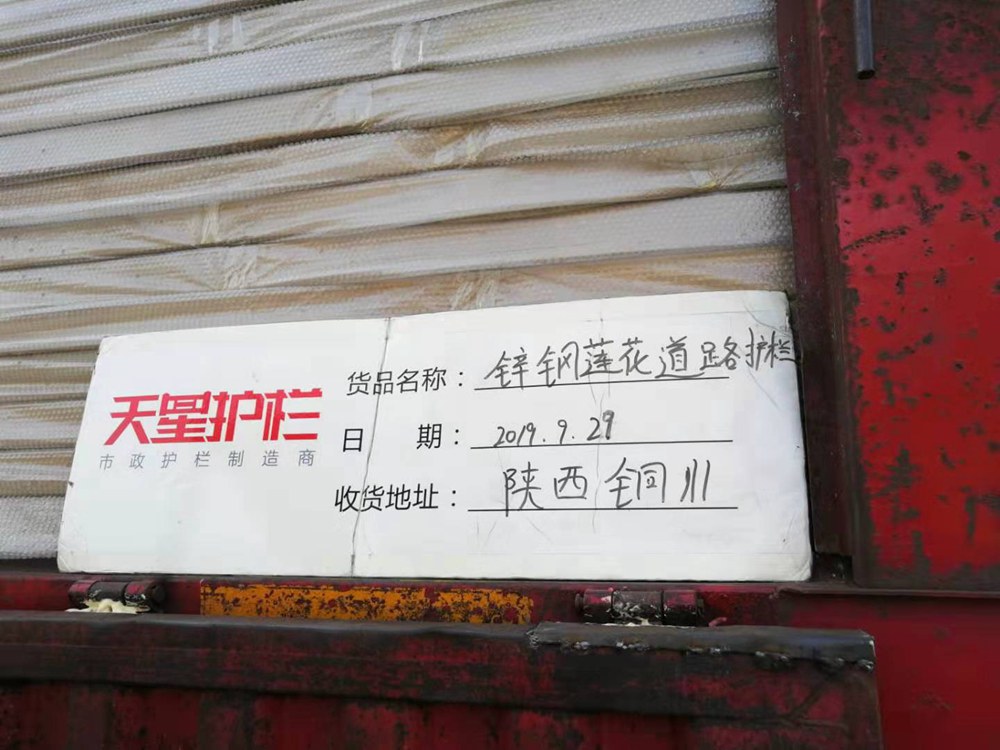 天星护栏
市政护栏制造商
货品名称：锌钢莲花道路护栏
日 期：2019.9.29
收货地址：陕西铜川